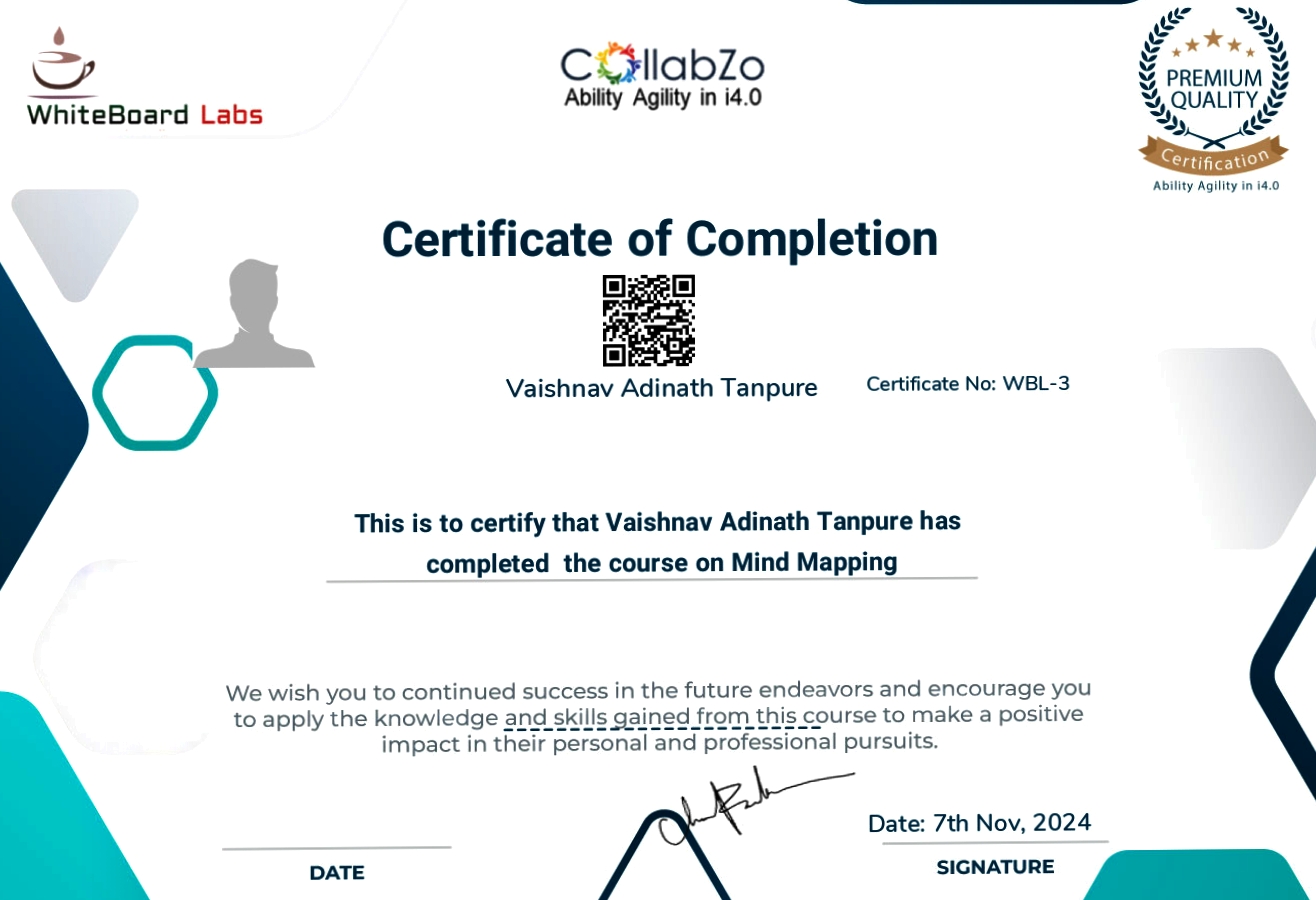 WhiteBoard Labs
CollabZo
Ability Agility in i4.0
PREMIUM
QUALITY
Certification
Ability Agility in i4.0
Certificate of Completion
Vaishnav Adinath Tanpure
Certificate No: WBL-3
This is to certify that Vaishnav Adinath Tanpure has
completed the course on Mind Mapping
We wish you to continued success in the future endeavors and encourage you
to apply the knowledge and skills gained from this course to make a positive
impact in their personal and professional pursuits.
Date: 7th Nov, 2024
DATE
SIGNATURE